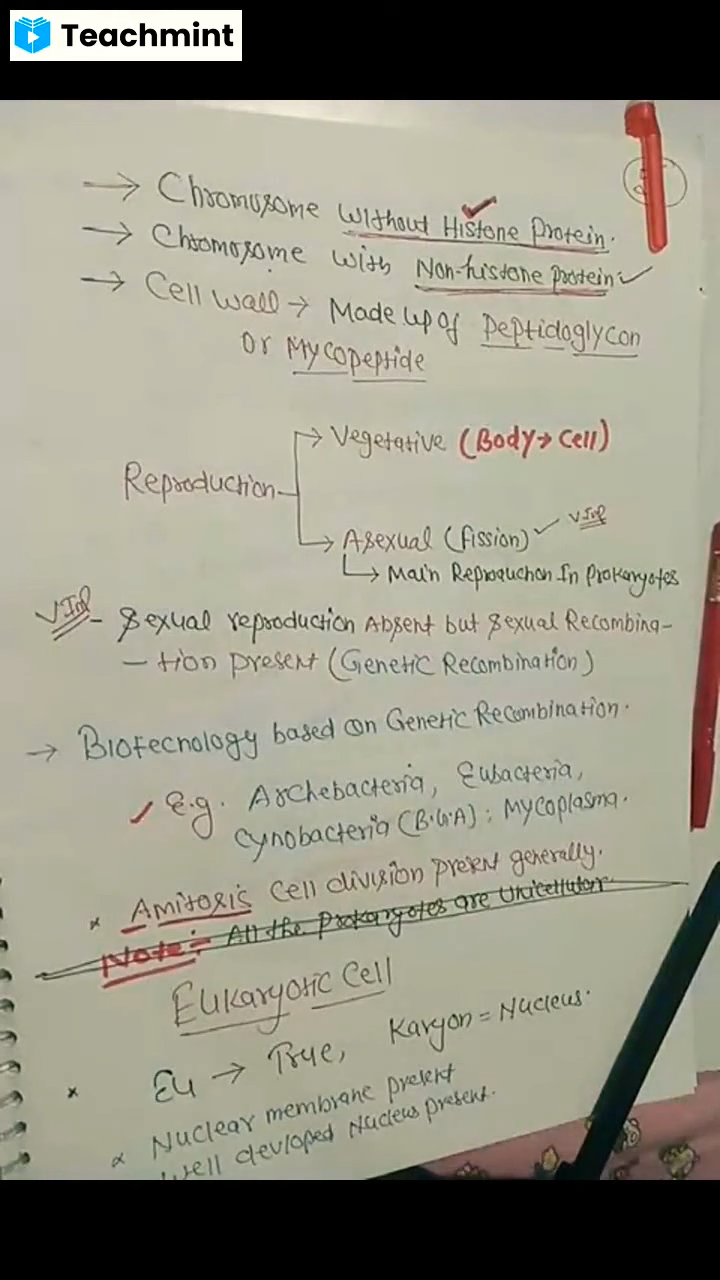 Teachmint
→ Chromosome without Histone Protein.
→ Chromosome with Non-histone protein
→ Cell wall → Made up of Peptidoglycon
or Mycopeptide
Reproduction
→ Vegetative (Body → Cell)
→ Asexual (Fission) ✓ V.Imp
→ Main Reproduction In Prokaryotes
V.Imp - Sexual reproduction Absent but Sexual Recombina-
- tion present (Genetic Recombination)
→ Biotecnology based on Genetic Recombination.
✓ E.g. Archebacteria, Eubacteria,
Cynobacteria (B.G.A); Mycoplasma.
× Amitosis Cell division present generally.
Note:- All the prokaryotes are Unicellular.
Eukaryotic Cell
× Eu → True, Karyon = Nucleus.
× Nuclear membrane present
Well devloped Nucleus present.